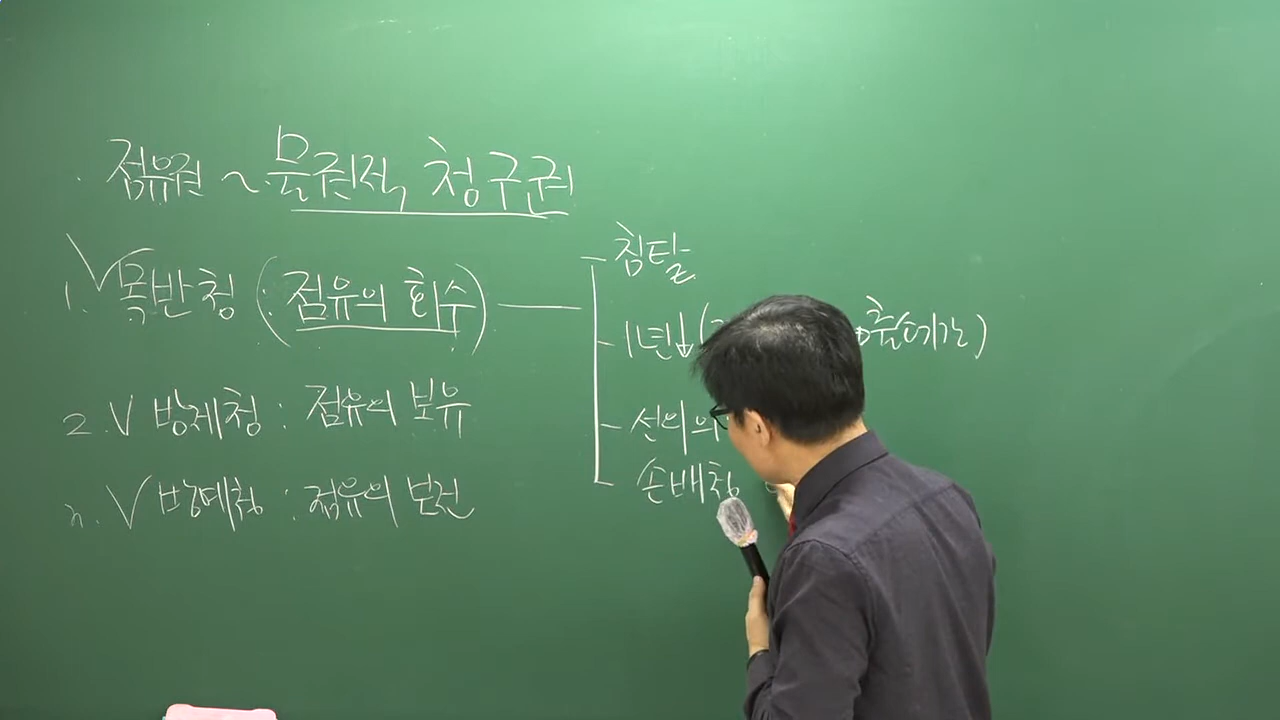 · 점유권 ~ 물권적 청구권
1. 목반청 (: 점유의 회수)
2. V 방제청 : 점유의 보유
3. V 방예청 : 점유의 보전
침탈
1년↓(
선의의
손배청